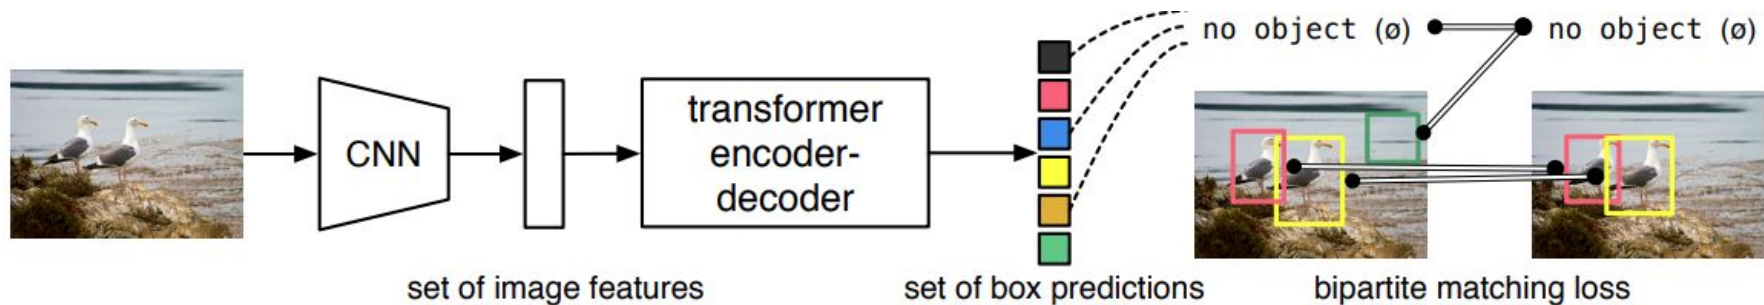 no object (ø)
no object (ø)
CNN
transformer
encoder-
decoder
set of image features
set of box predictions
bipartite matching loss